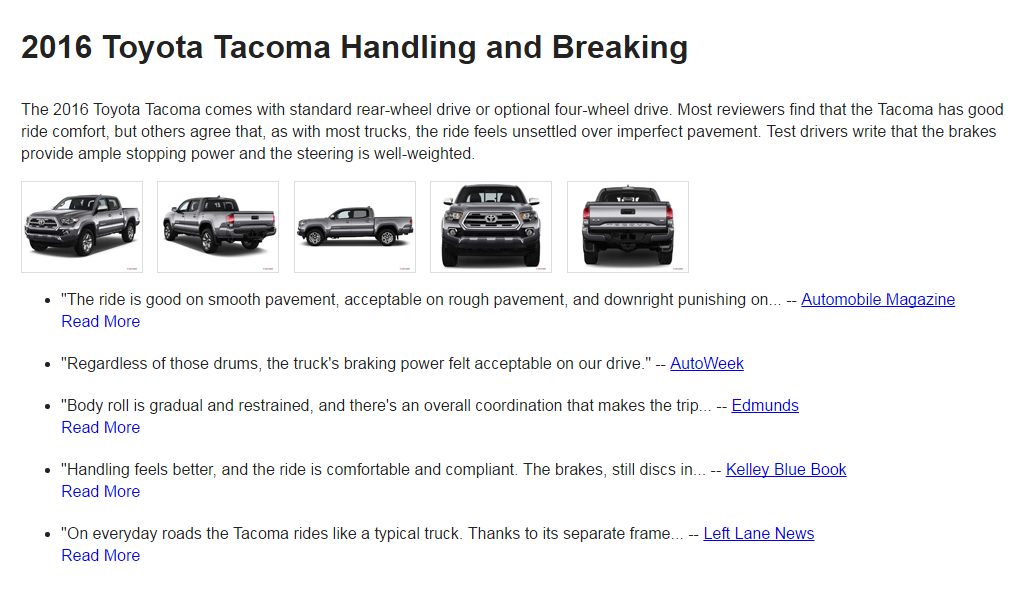 2016 Toyota Tacoma Handling and Breaking
The 2016 Toyota Tacoma comes with standard rear-wheel drive or optional four-wheel drive. Most reviewers find that the Tacoma has good
ride comfort, but others agree that, as with most trucks, the ride feels unsettled over imperfect pavement. Test drivers write that the brakes
provide ample stopping power and the steering is well-weighted.
"The ride is good on smooth pavement, acceptable on rough pavement, and downright punishing on... -- Automobile Magazine
Read More
"Regardless of those drums, the truck's braking power felt acceptable on our drive." -- AutoWeek
"Body roll is gradual and restrained, and there's an overall coordination that makes the trip... -- Edmunds
Read More
"Handling feels better, and the ride is comfortable and compliant. The brakes, still discs in... -- Kelley Blue Book
Read More
"On everyday roads the Tacoma rides like a typical truck. Thanks to its separate frame... -- Left Lane News
Read More